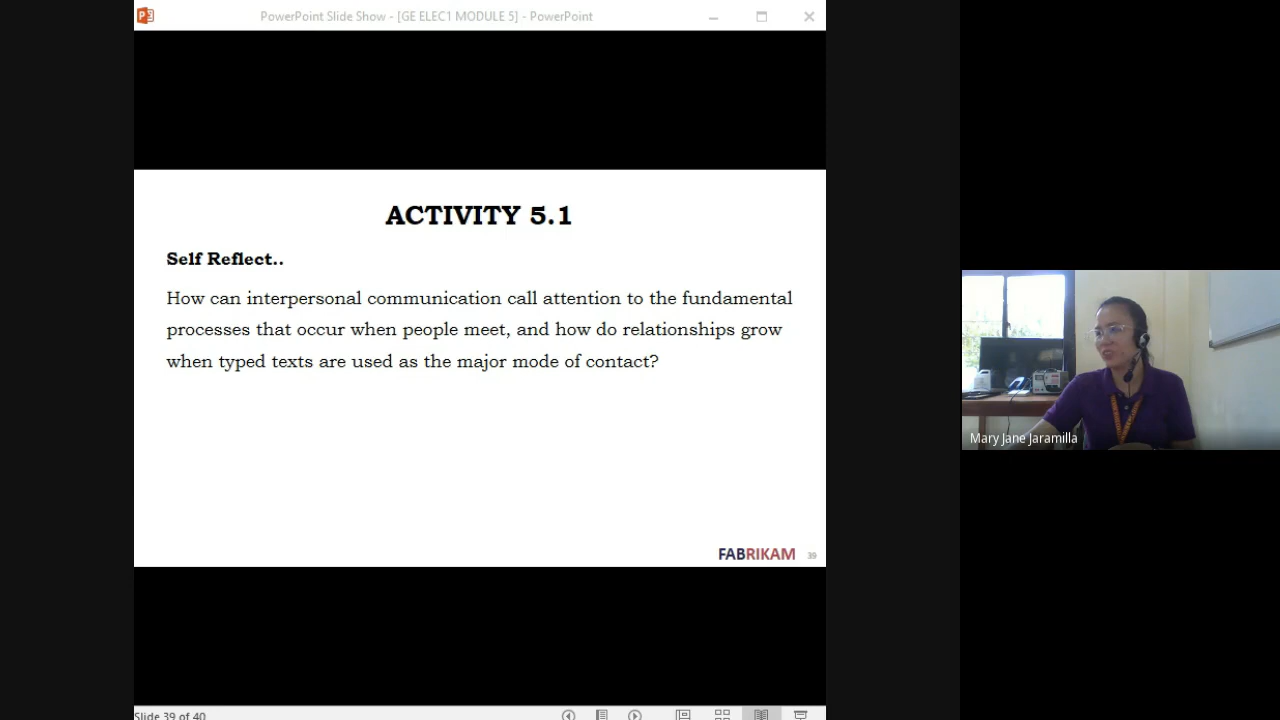 PowerPoint Slide Show - [GE ELEC1 MODULE 5] - PowerPoint
ACTIVITY 5.1
Self Reflect..
How can interpersonal communication call attention to the fundamental
processes that occur when people meet, and how do relationships grow
when typed texts are used as the major mode of contact?
FABRIKAM 39
Mary Jane Jaramilla
Slide 39 of 40